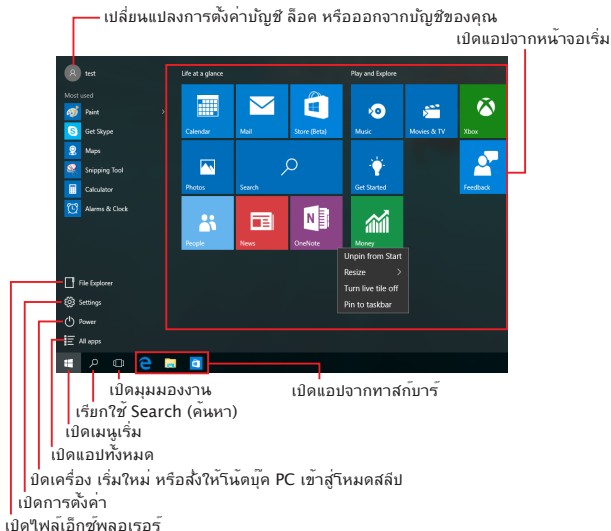 เปลี่ยนแปลงการตั้งค่าบัญชี ล็อค หรือออกจากบัญชีของคุณ
เปิดแอปจากหน้าจอเริ่ม
test
Life at a glance
Play and Explore
Most used
Paint
Get Skype
Maps
Snipping Tool
Calculator
Alarms & Clock
Calendar
Mail
Store (Beta)
Music
Movies & TV
Xbox
Photos
Search
Get Started
Feedback
People
News
OneNote
Money
Unpin from Start
Resize
Turn live tile off
Pin to taskbar
File Explorer
Settings
Power
All apps
เปิดมุมมองงาน
เปิดแอปจากทาสก์บาร์
เรียกใช้ Search (ค้นหา)
เปิดเมนูเริ่ม
เปิดแอปทั้งหมด
ปิดเครื่อง เริ่มใหม่ หรือสั่งให้โน้ตบุ๊ค PC เข้าสู่โหมดสลีป
เปิดการตั้งค่า
เปิดไฟล์เอ็กซ์พลอเรอร์